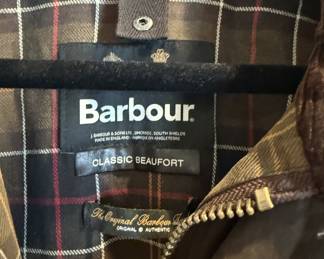 Barbour®
J. BARBOUR & SONS LTD., SIMONSIDE, SOUTH SHIELDS
MADE IN ENGLAND
CLASSIC BEAUFORT
The Original Barbour
ORIGINAL & AUTHENTIC